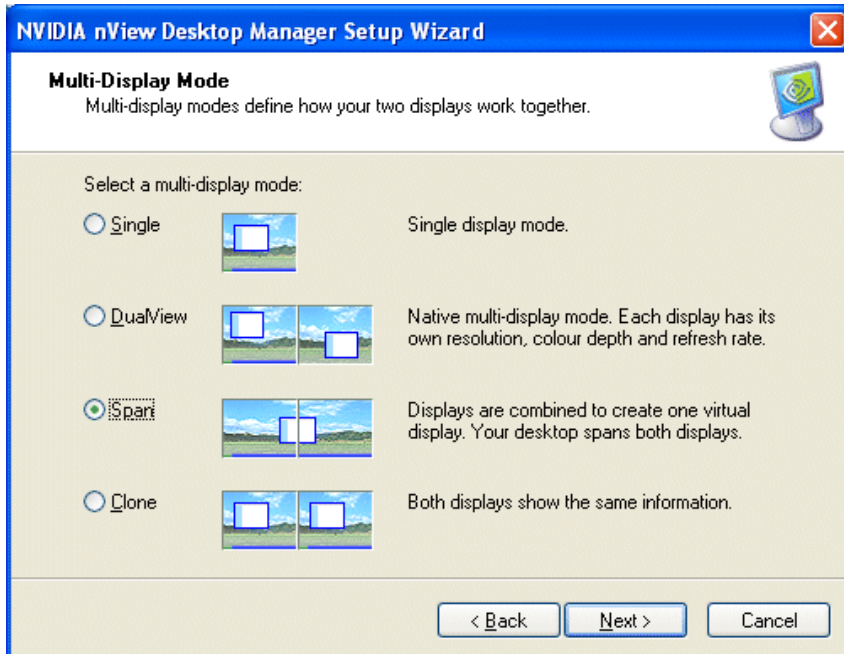 NVIDIA nView Desktop Manager Setup Wizard
Multi-Display Mode
Multi-display modes define how your two displays work together.
Select a multi-display mode:
Single
Single display mode.
DualView
Native multi-display mode. Each display has its
own resolution, colour depth and refresh rate.
Span
Displays are combined to create one virtual
display. Your desktop spans both displays.
Clone
Both displays show the same information.
< Back
Next >
Cancel